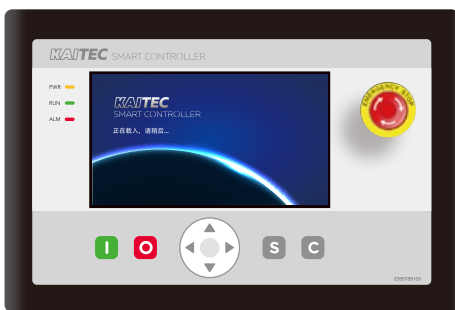 KAITEC SMART CONTROLLER
PWR
RUN
ALM
KAITEC
SMART CONTROLLER
正在载入，请稍后...
EMERGENCY STOP
I O S C